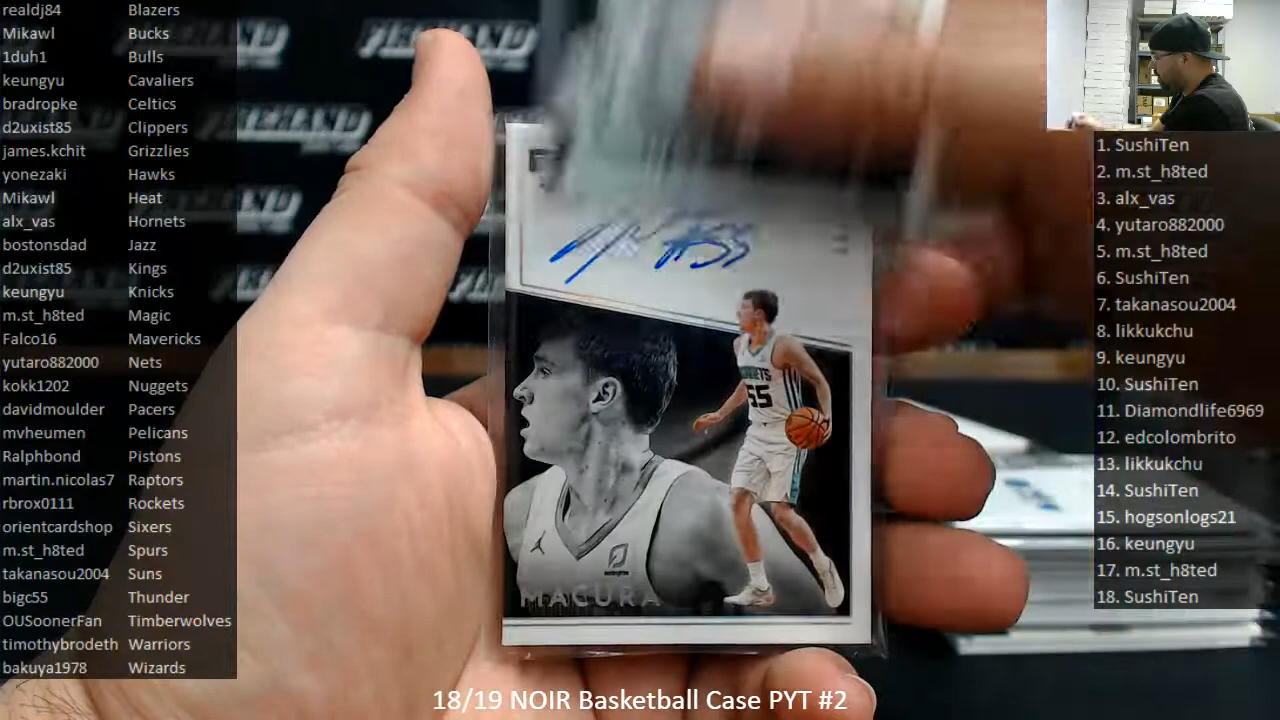 realdj84 Blazers
Mikawl Bucks
1duh1 Bulls
keungyu Cavaliers
bradropke Celtics
d2uxist85 Clippers
james.kchit Grizzlies
yonezaki Hawks
Mikawl Heat
alx_vas Hornets
bostonsdad Jazz
d2uxist85 Kings
keungyu Knicks
m.st_h8ted Magic
Falco16 Mavericks
yutaro882000 Nets
kokk1202 Nuggets
davidmoulder Pacers
mvheumen Pelicans
Ralphbond Pistons
martin.nicolas7 Raptors
rbrox0111 Rockets
orientcardshop Sixers
m.st_h8ted Spurs
takanasou2004 Suns
bigc55 Thunder
OUSoonerFan Timberwolves
timothybrodeth Warriors
bakuya1978 Wizards
FIREHAND
#55
55
MACURA
1. SushiTen
2. m.st_h8ted
3. alx_vas
4. yutaro882000
5. m.st_h8ted
6. SushiTen
7. takanasou2004
8. likkukchu
9. keungyu
10. SushiTen
11. Diamondlife6969
12. edcolombrito
13. likkukchu
14. SushiTen
15. hogsonlogs21
16. keungyu
17. m.st_h8ted
18. SushiTen
18/19 NOIR Basketball Case PYT #2